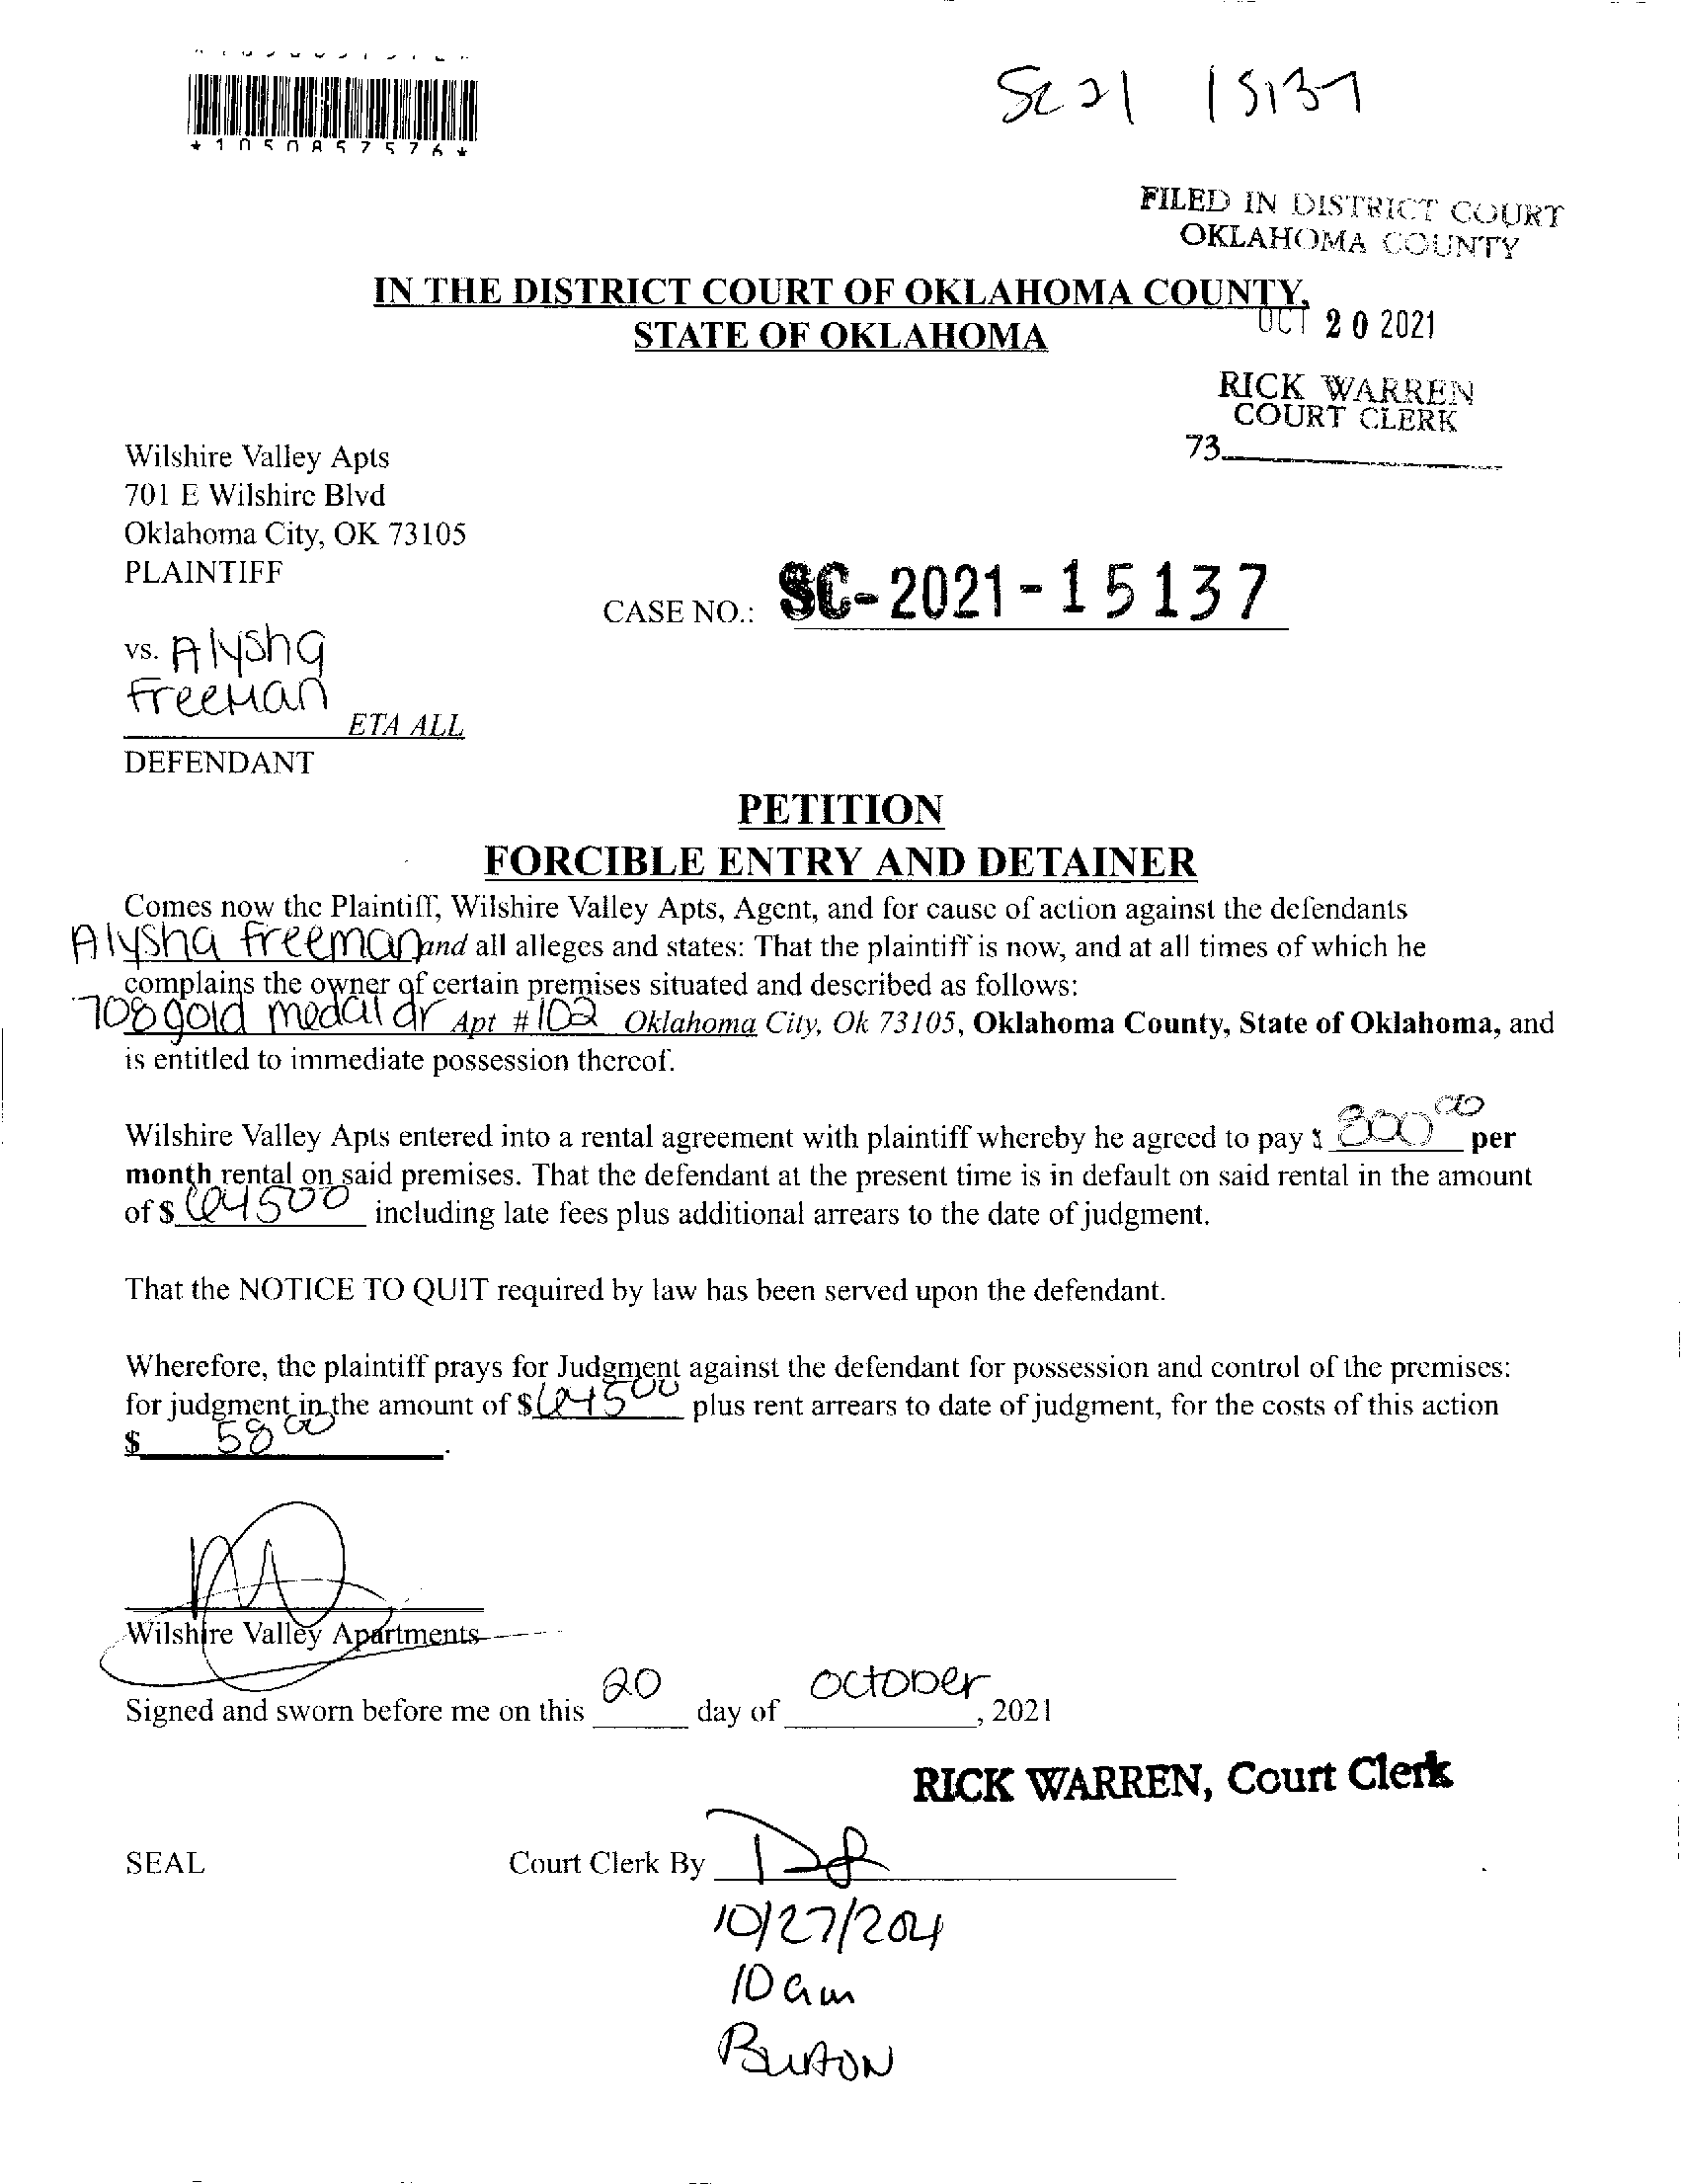 *1050857576*
SC 21 15137
FILED IN DISTRICT COURT
OKLAHOMA COUNTY
IN THE DISTRICT COURT OF OKLAHOMA COUNTY,
STATE OF OKLAHOMA
OCT 20 2021
RICK WARREN
COURT CLERK
73
Wilshire Valley Apts
701 E Wilshire Blvd
Oklahoma City, OK 73105
PLAINTIFF
CASE NO.: SC-2021-15137
vs. Alysha
Freeman
ETA ALL
DEFENDANT
PETITION
FORCIBLE ENTRY AND DETAINER
Comes now the Plaintiff, Wilshire Valley Apts, Agent, and for cause of action against the defendants
Alysha freeman and all alleges and states: That the plaintiff is now, and at all times of which he
complains the owner of certain premises situated and described as follows:
708 gold medal dr Apt #102 Oklahoma City, Ok 73105, Oklahoma County, State of Oklahoma, and
is entitled to immediate possession thereof.
Wilshire Valley Apts entered into a rental agreement with plaintiff whereby he agreed to pay $ 00 per
month rental on said premises. That the defendant at the present time is in default on said rental in the amount
of $ 645 00 including late fees plus additional arrears to the date of judgment.
That the NOTICE TO QUIT required by law has been served upon the defendant.
Wherefore, the plaintiff prays for Judgment against the defendant for possession and control of the premises:
for judgment in the amount of $ 645 00 plus rent arrears to date of judgment, for the costs of this action
$ 58 00 .
Wilshire Valley Apartments
Signed and sworn before me on this 20 day of October, 2021
RICK WARREN, Court Clerk
SEAL Court Clerk By
10/27/2021
10 am
Burton